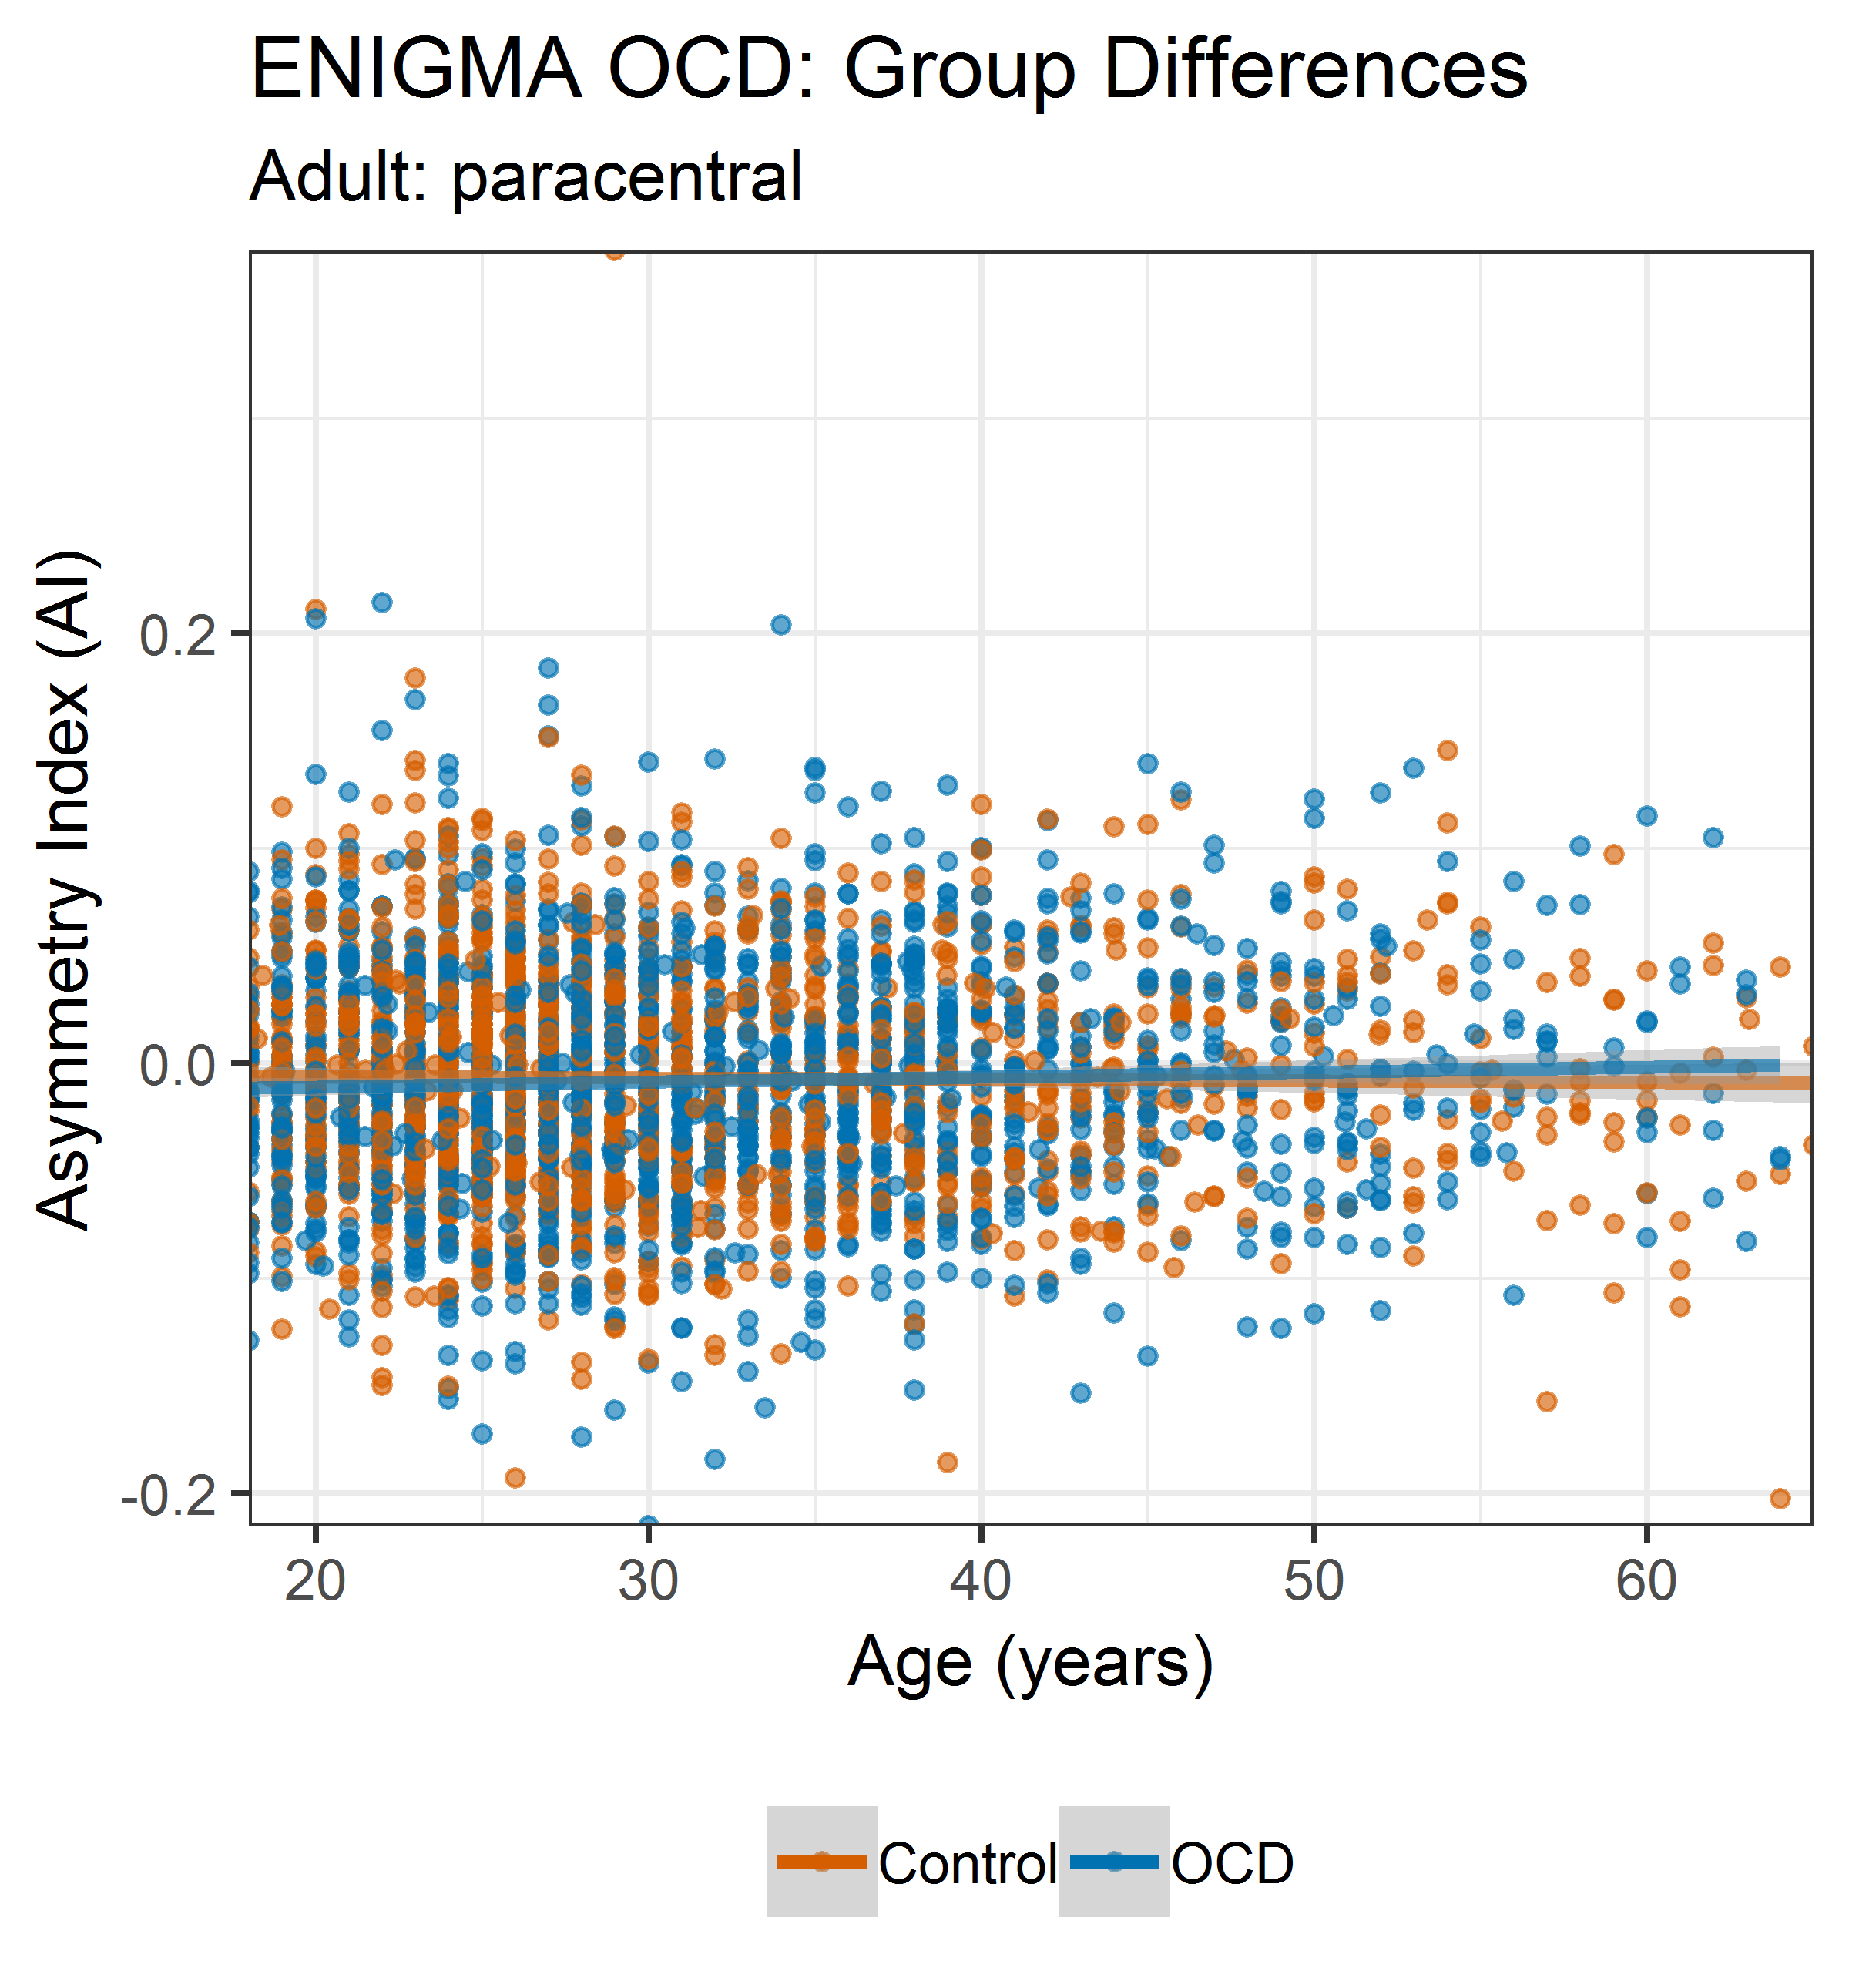 ENIGMA OCD: Group Differences
Adult: paracentral
Asymmetry Index (AI)
0.2
0.0
-0.2
20 30 40 50 60
Age (years)
Control OCD